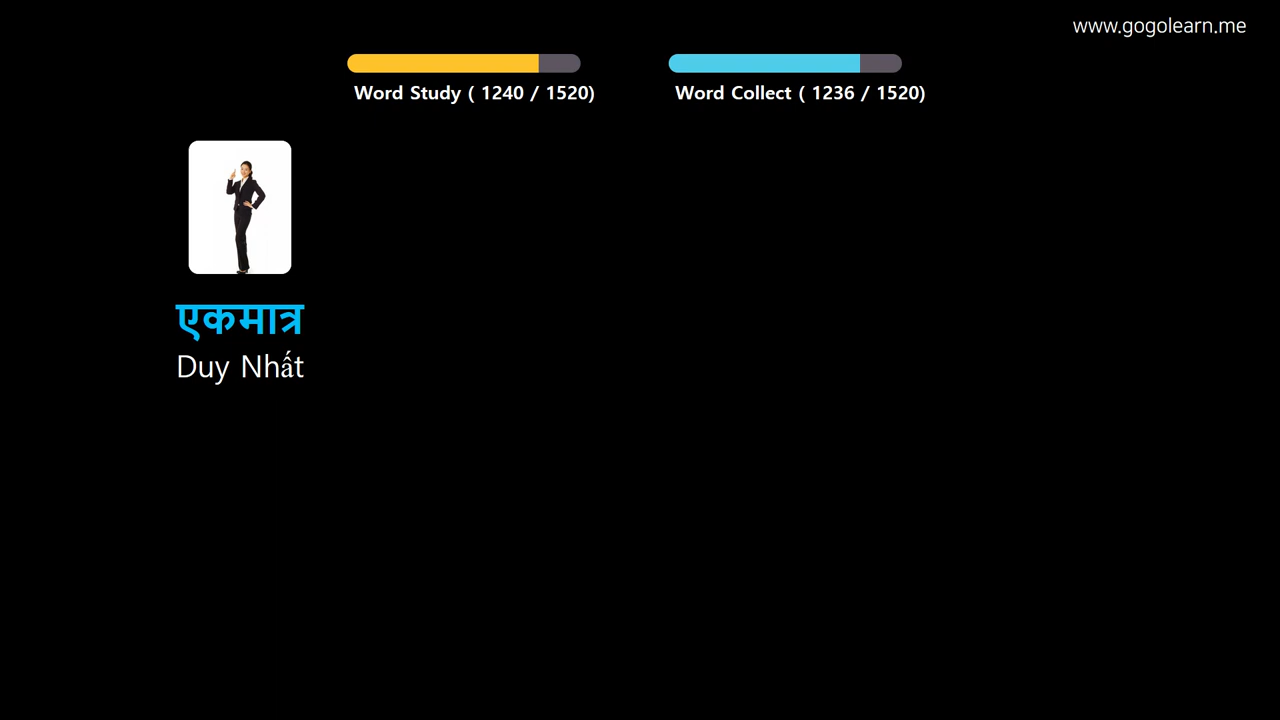 www.gogolearn.me
Word Study ( 1240 / 1520)
Word Collect ( 1236 / 1520)
एकमात्र
Duy Nhất